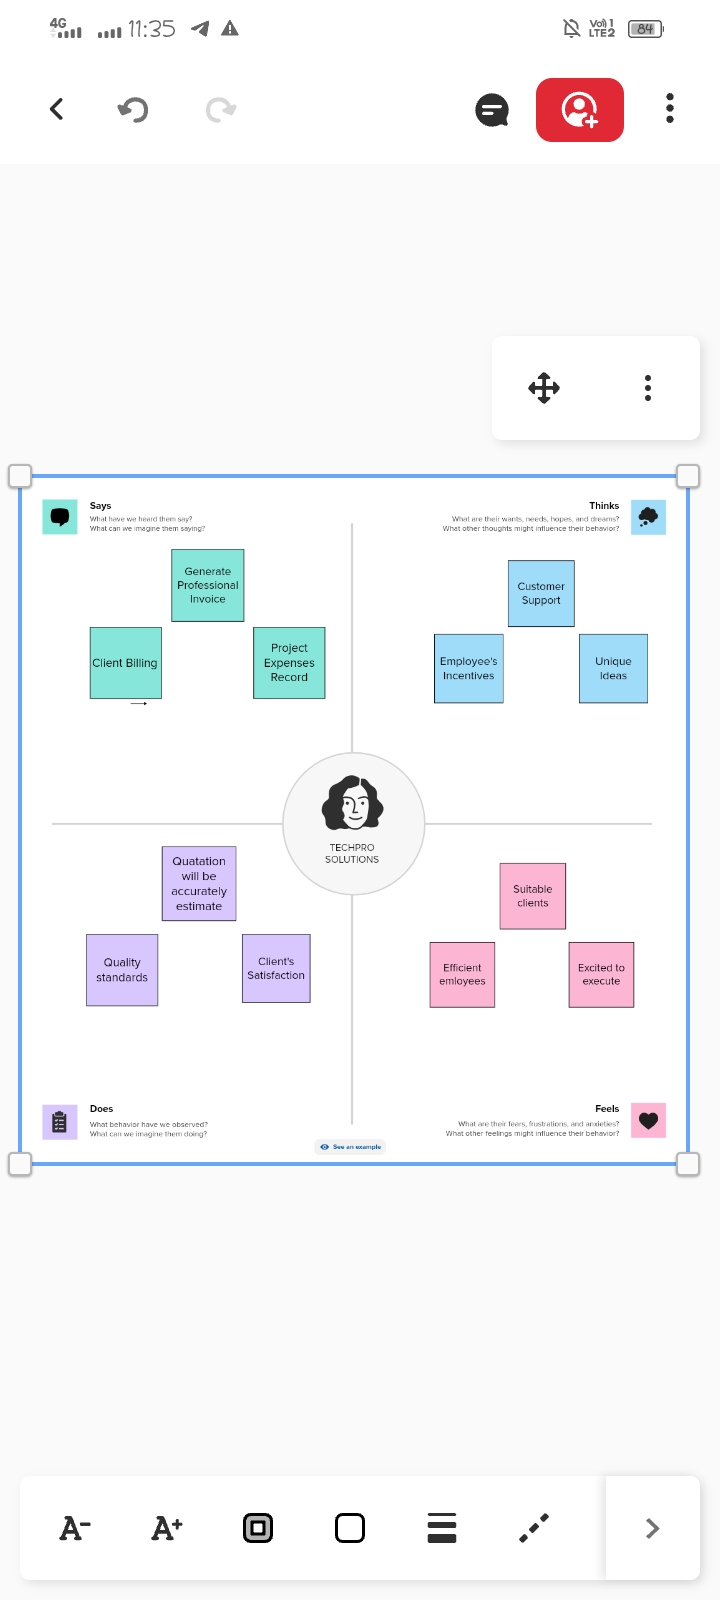 4G
11:35
Vo)) 1
LTE2
84
Says
What have we heard them say?
What can we imagine them saying?
Thinks
What are their wants, needs, hopes, and dreams?
What other thoughts might influence their behavior?
Generate
Professional
Invoice
Client Billing
Project
Expenses
Record
Customer
Support
Employee's
Incentives
Unique
Ideas
TECHPRO
SOLUTIONS
Quatation
will be
accurately
estimate
Quality
standards
Client's
Satisfaction
Suitable
clients
Efficient
emloyees
Excited to
execute
Does
What behavior have we observed?
What can we imagine them doing?
Feels
What are their fears, frustrations, and anxieties?
What other feelings might influence their behavior?
See an example
A-
A+